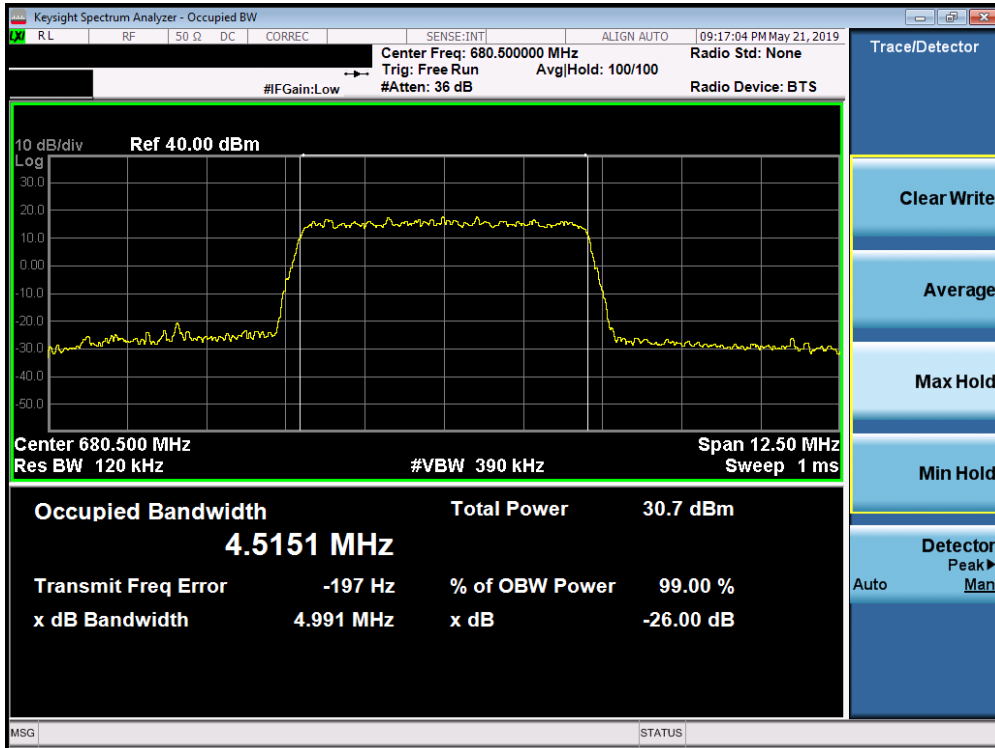 Keysight Spectrum Analyzer - Occupied BW
LXI RL RF 50 Ω DC CORREC SENSE:INT ALIGN AUTO 09:17:04 PM May 21, 2019
Center Freq: 680.500000 MHz Radio Std: None
Trig: Free Run Avg|Hold: 100/100
#IFGain:Low #Atten: 36 dB Radio Device: BTS
10 dB/div Ref 40.00 dBm
Log
30.0
20.0
10.0
0.00
-10.0
-20.0
-30.0
-40.0
-50.0
Center 680.500 MHz Span 12.50 MHz
Res BW 120 kHz #VBW 390 kHz Sweep 1 ms
Occupied Bandwidth Total Power 30.7 dBm
4.5151 MHz
Transmit Freq Error -197 Hz % of OBW Power 99.00 %
x dB Bandwidth 4.991 MHz x dB -26.00 dB
MSG STATUS
Trace/Detector
Clear Write
Average
Max Hold
Min Hold
Detector
Peak▶
Auto Man